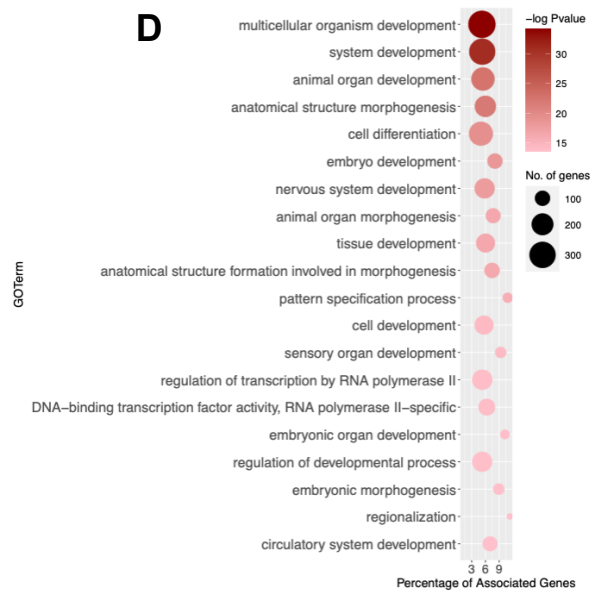 D
multicellular organism development
system development
animal organ development
anatomical structure morphogenesis
cell differentiation
embryo development
nervous system development
animal organ morphogenesis
tissue development
anatomical structure formation involved in morphogenesis
pattern specification process
cell development
sensory organ development
regulation of transcription by RNA polymerase II
DNA−binding transcription factor activity, RNA polymerase II−specific
embryonic organ development
regulation of developmental process
embryonic morphogenesis
regionalization
circulatory system development
GOTerm
3 6 9
Percentage of Associated Genes
−log Pvalue
30
25
20
15
No. of genes
100
200
300